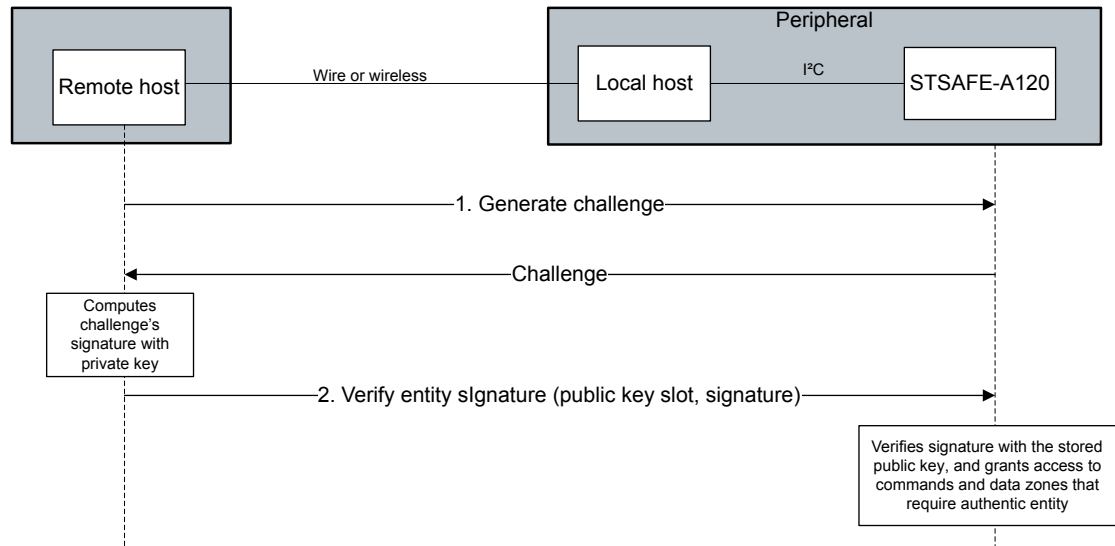 Peripheral
Remote host
Wire or wireless
Local host
I²C
STSAFE-A120
1. Generate challenge
Challenge
Computes
challenge's
signature with
private key
2. Verify entity sIgnature (public key slot, signature)
Verifies signature with the stored
public key, and grants access to
commands and data zones that
require authentic entity